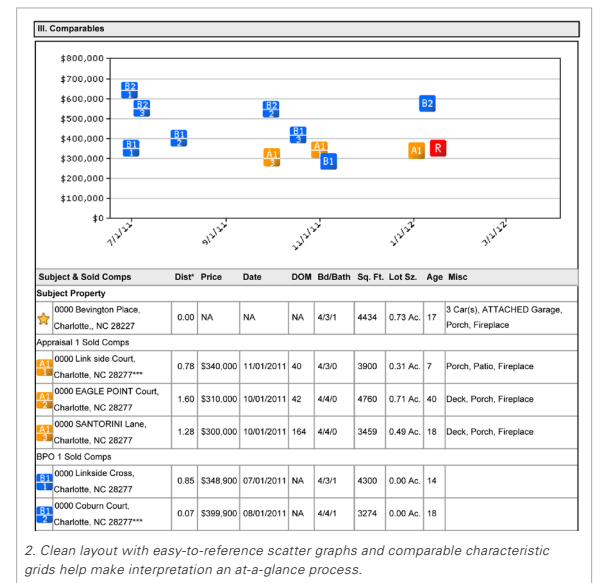 III. Comparables
$800,000
$700,000
$600,000
$500,000
$400,000
$300,000
$200,000
$100,000
$0
B2 1
B2 3
B1 1
B1 2
B2 2
A1 3
B1 3
A1 1
B1
A1
R
B2
7/1/11 9/1/11 11/1/11 1/1/12 3/1/12
Subject & Sold Comps Dist* Price Date DOM Bd/Bath Sq. Ft. Lot Sz. Age Misc
Subject Property
0000 Bevington Place, Charlotte,, NC 28227 0.00 NA NA NA 4/3/1 4434 0.73 Ac. 17 3 Car(s), ATTACHED Garage, Porch, Fireplace
Appraisal 1 Sold Comps
A1 1 0000 Link side Court, Charlotte, NC 28277*** 0.78 $340,000 11/01/2011 40 4/3/0 3900 0.31 Ac. 7 Porch, Patio, Fireplace
A1 2 0000 EAGLE POINT Court, Charlotte, NC 28277 1.60 $310,000 10/01/2011 42 4/4/0 4760 0.71 Ac. 40 Deck, Porch, Fireplace
A1 3 0000 SANTORINI Lane, Charlotte, NC 28277 1.28 $300,000 10/01/2011 164 4/4/0 3459 0.49 Ac. 18 Deck, Porch, Fireplace
BPO 1 Sold Comps
B1 1 0000 Linkside Cross, Charlotte, NC 28277 0.85 $348,900 07/01/2011 NA 4/3/1 4300 0.00 Ac. 14
B1 2 0000 Coburn Court, Charlotte, NC 28277*** 0.07 $399,900 08/01/2011 NA 4/4/1 3274 0.00 Ac. 18
2. Clean layout with easy-to-reference scatter graphs and comparable characteristic
grids help make interpretation an at-a-glance process.